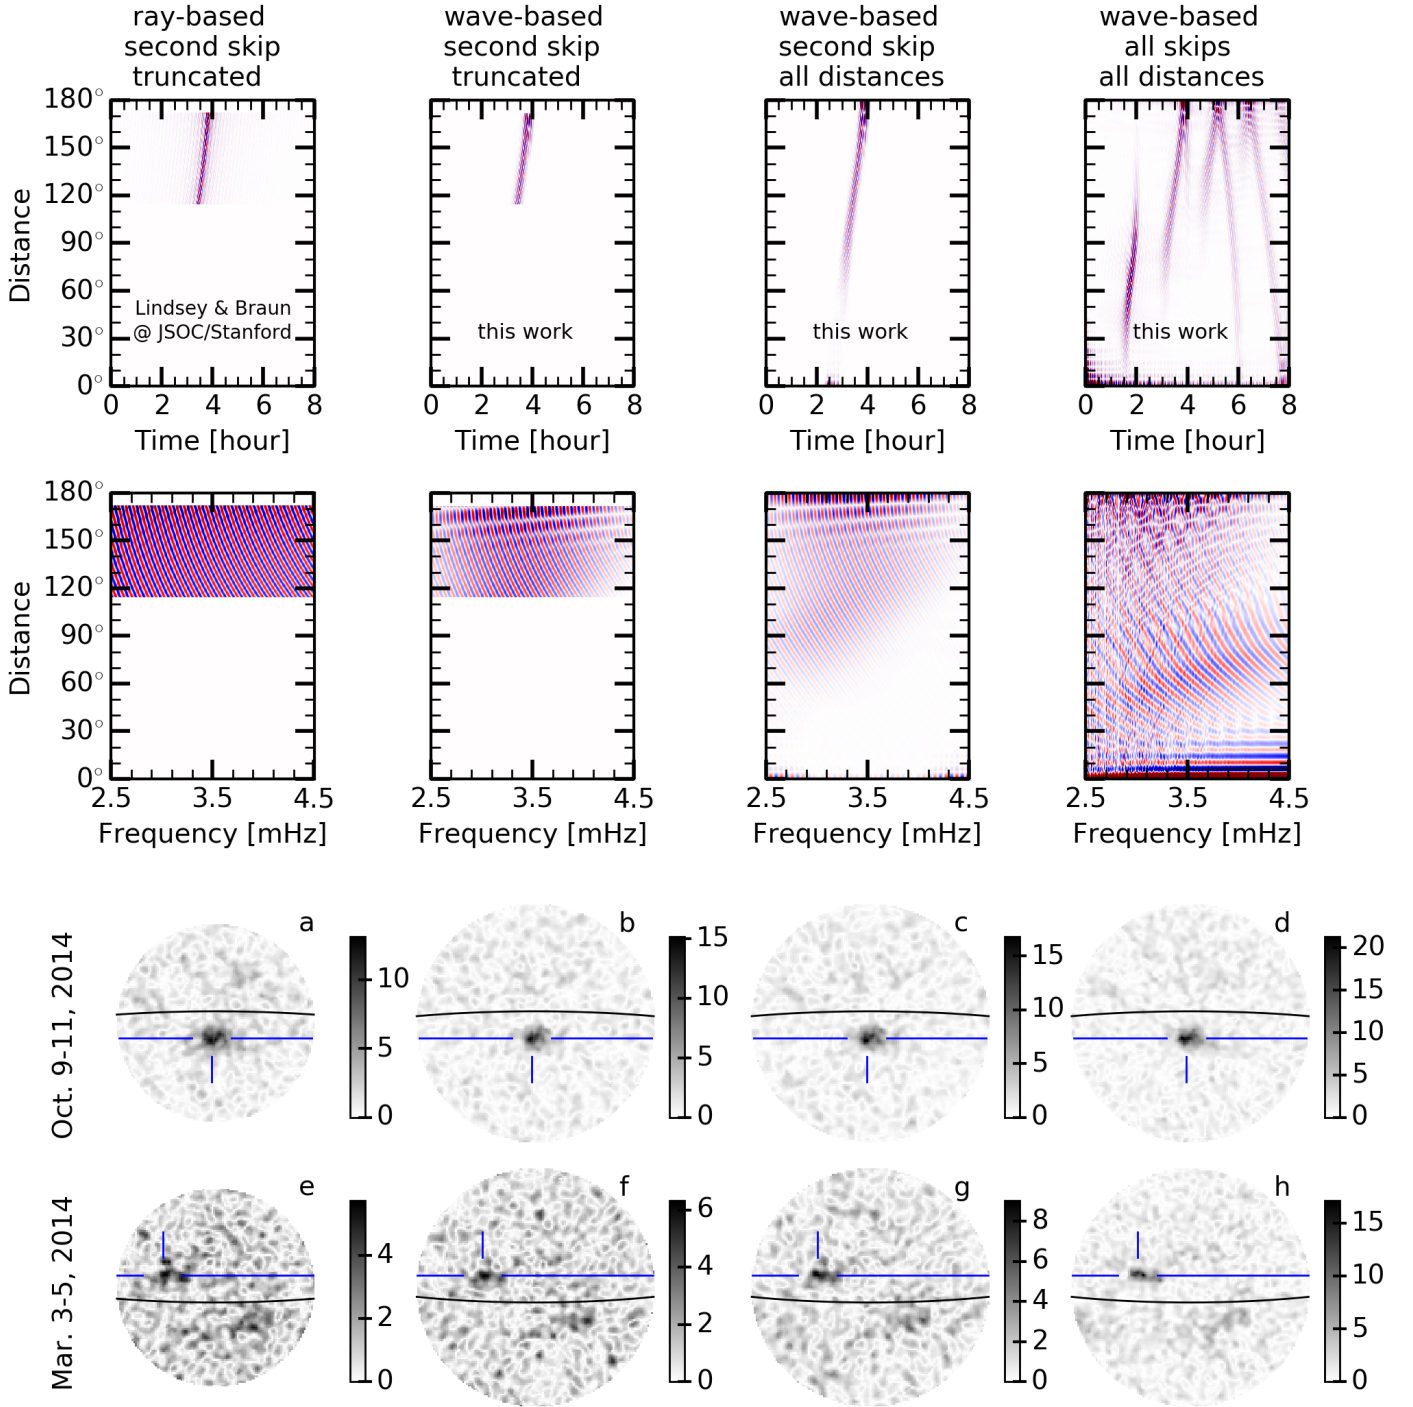 ray-based
second skip
truncated
wave-based
second skip
truncated
wave-based
second skip
all distances
wave-based
all skips
all distances
180°
150°
120°
90°
60°
30°
0°
Distance
Lindsey & Braun
@ JSOC/Stanford
this work
this work
this work
0 2 4 6 8
0 2 4 6 8
0 2 4 6 8
0 2 4 6 8
Time [hour]
Time [hour]
Time [hour]
Time [hour]
180°
150°
120°
90°
60°
30°
0°
Distance
2.5 3.5 4.5
2.5 3.5 4.5
2.5 3.5 4.5
2.5 3.5 4.5
Frequency [mHz]
Frequency [mHz]
Frequency [mHz]
Frequency [mHz]
Oct. 9-11, 2014
a
10
5
0
b
15
10
5
0
c
15
10
5
0
d
20
15
10
5
0
Mar. 3-5, 2014
e
4
2
0
f
6
4
2
0
g
8
6
4
2
0
h
15
10
5
0